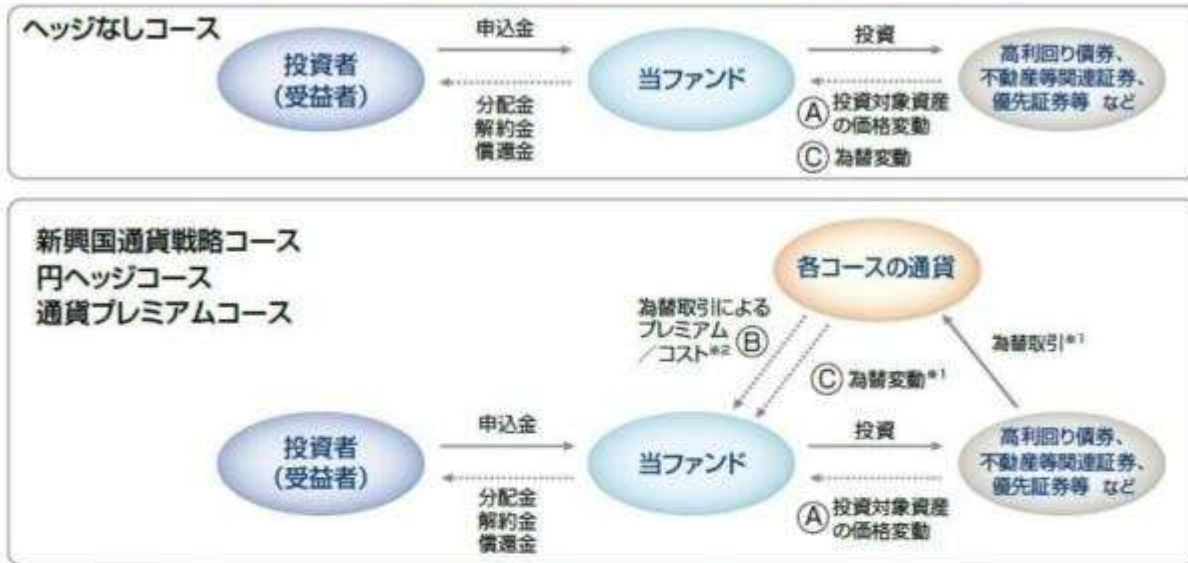 ヘッジなしコース
投資者
(受益者)
申込金
分配金
解約金
償還金
当ファンド
投資
Ⓐ投資対象資産
の価格変動
Ⓒ為替変動
高利回り債券、
不動産等関連証券、
優先証券等 など
新興国通貨戦略コース
円ヘッジコース
通貨プレミアムコース
各コースの通貨
為替取引による
プレミアム
/コスト※2 Ⓑ
Ⓒ為替変動※1
為替取引※1
投資者
(受益者)
申込金
分配金
解約金
償還金
当ファンド
投資
Ⓐ投資対象資産
の価格変動
高利回り債券、
不動産等関連証券、
優先証券等 など